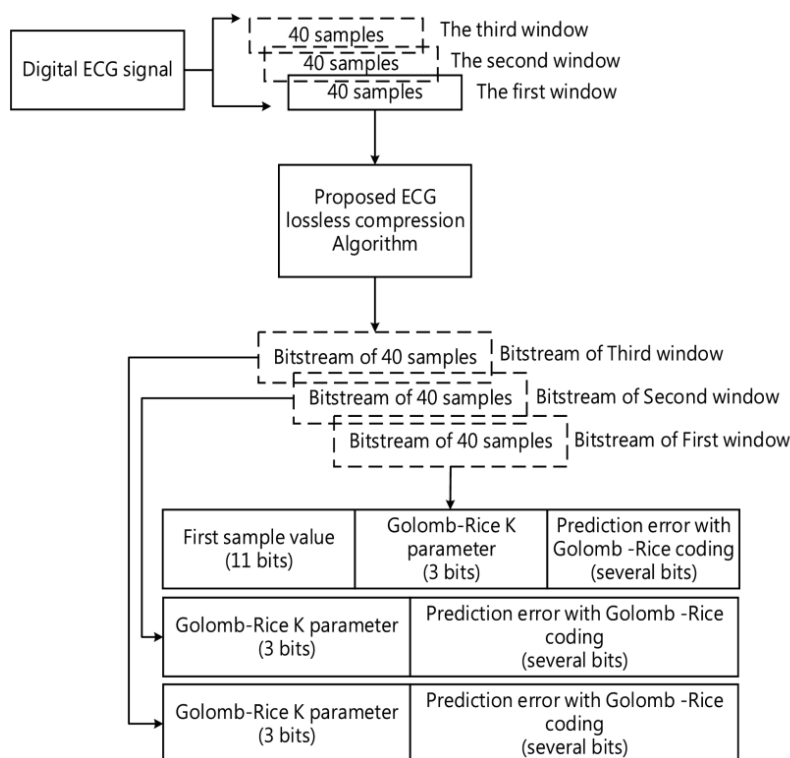 Digital ECG signal
40 samples
The third window
40 samples
The second window
40 samples
The first window
Proposed ECG
lossless compression
Algorithm
Bitstream of 40 samples
Bitstream of Third window
Bitstream of 40 samples
Bitstream of Second window
Bitstream of 40 samples
Bitstream of First window
First sample value
(11 bits)
Golomb-Rice K
parameter
(3 bits)
Prediction error with
Golomb -Rice coding
(several bits)
Golomb-Rice K parameter
(3 bits)
Prediction error with Golomb -Rice
coding
(several bits)
Golomb-Rice K parameter
(3 bits)
Prediction error with Golomb -Rice
coding
(several bits)